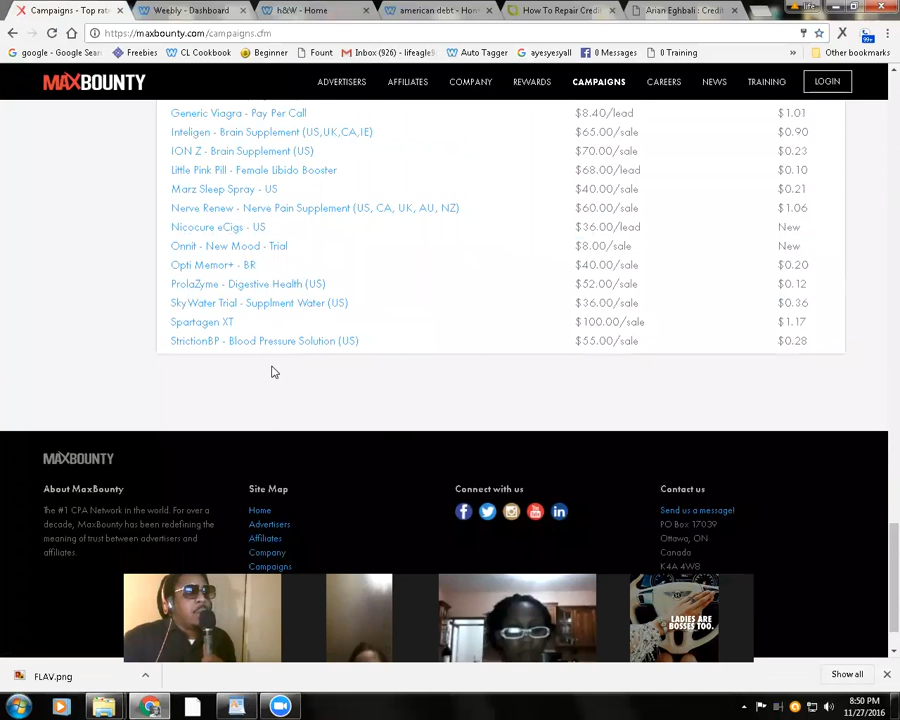 Campaigns - Top rat
Weebly - Dashboard
h&W - Home
american debt - Hon
How To Repair Credi
Arian Eghbali : Credit
life
https://maxbounty.com/campaigns.cfm
99+
google - Google Sear
Freebies
CL Cookbook
Beginner
Fount
Inbox (926) - lifeagle9
Auto Tagger
ayesyesyall
0 Messages
0 Training
»
Other bookmarks
MAXBOUNTY
ADVERTISERS
AFFILIATES
COMPANY
REWARDS
CAMPAIGNS
CAREERS
NEWS
TRAINING
LOGIN
Generic Viagra - Pay Per Call $8.40/lead $1.01
Inteligen - Brain Supplement (US,UK,CA,IE) $65.00/sale $0.90
ION Z - Brain Supplement (US) $70.00/sale $0.23
Little Pink Pill - Female Libido Booster $68.00/lead $0.10
Marz Sleep Spray - US $40.00/sale $0.21
Nerve Renew - Nerve Pain Supplement (US, CA, UK, AU, NZ) $60.00/sale $1.06
Nicocure eCigs - US $36.00/lead New
Onnit - New Mood - Trial $8.00/sale New
Opti Memor+ - BR $40.00/sale $0.20
ProlaZyme - Digestive Health (US) $52.00/sale $0.12
SkyWater Trial - Supplment Water (US) $36.00/sale $0.36
Spartagen XT $100.00/sale $1.17
StrictionBP - Blood Pressure Solution (US) $55.00/sale $0.28
MAXBOUNTY
About MaxBounty
The #1 CPA Network in the world. For over a
decade, MaxBounty has been redefining the
meaning of trust between advertisers and
affiliates.
Site Map
Home
Advertisers
Affiliates
Company
Campaigns
Connect with us
Contact us
Send us a message!
PO Box 17039
Ottawa, ON
Canada
K4A 4W8
LADIES ARE
BOSSES TOO.
FLAV.png
Show all
8:50 PM
11/27/2016